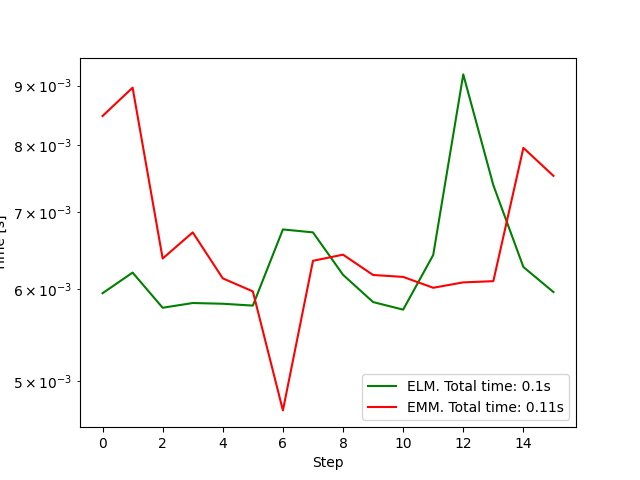 9 × 10⁻³
8 × 10⁻³
7 × 10⁻³
6 × 10⁻³
5 × 10⁻³
Time [s]
0 2 4 6 8 10 12 14
Step
ELM. Total time: 0.1s
EMM. Total time: 0.11s